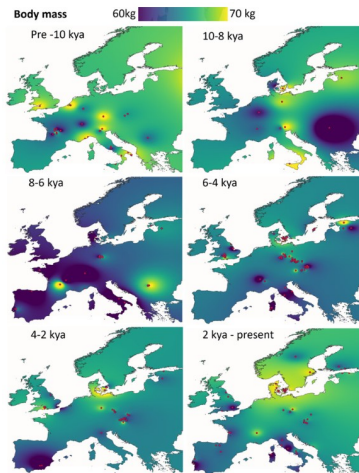 Body mass 60kg 70 kg
Pre -10 kya 10-8 kya
8-6 kya 6-4 kya
4-2 kya 2 kya - present